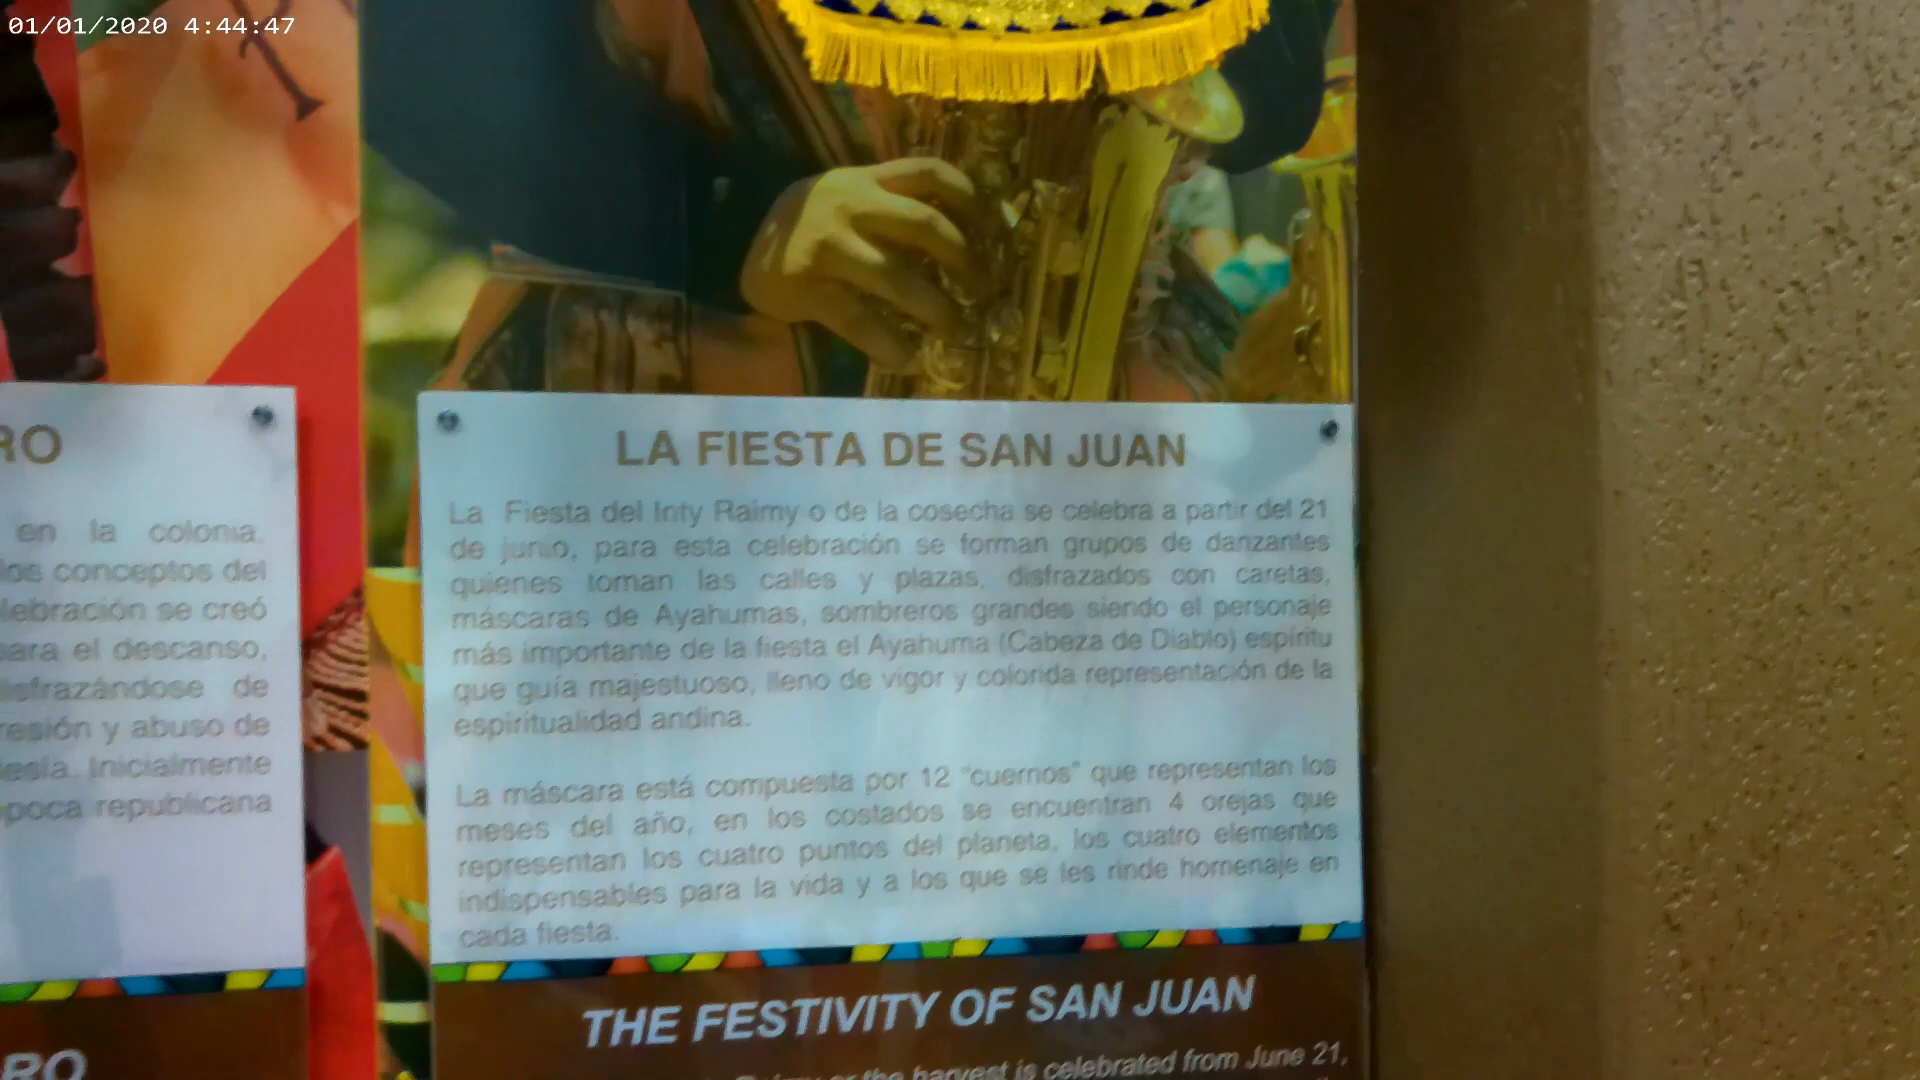 01/01/2020 4:44:47
RO
en la colonia.
los conceptos del
lebración se creó
para el descanso,
disfrazándose de
resión y abuso de
Inicialmente
poca republicana
RO
LA FIESTA DE SAN JUAN
La Fiesta del Inty Raimy o de la cosecha se celebra a partir del 21
de junio, para esta celebración se forman grupos de danzantes
quienes toman las calles y plazas, disfrazados con caretas,
máscaras de Ayahumas, sombreros grandes siendo el personaje
más importante de la fiesta el Ayahuma (Cabeza de Diablo) espíritu
que guía majestuoso, lleno de vigor y colorida representación de la
espiritualidad andina.
La máscara está compuesta por 12 "cuernos" que representan los
meses del año, en los costados se encuentran 4 orejas que
representan los cuatro puntos del planeta, los cuatro elementos
indispensables para la vida y a los que se les rinde homenaje en
cada fiesta.
THE FESTIVITY OF SAN JUAN
or the harvest is celebrated from June 21,